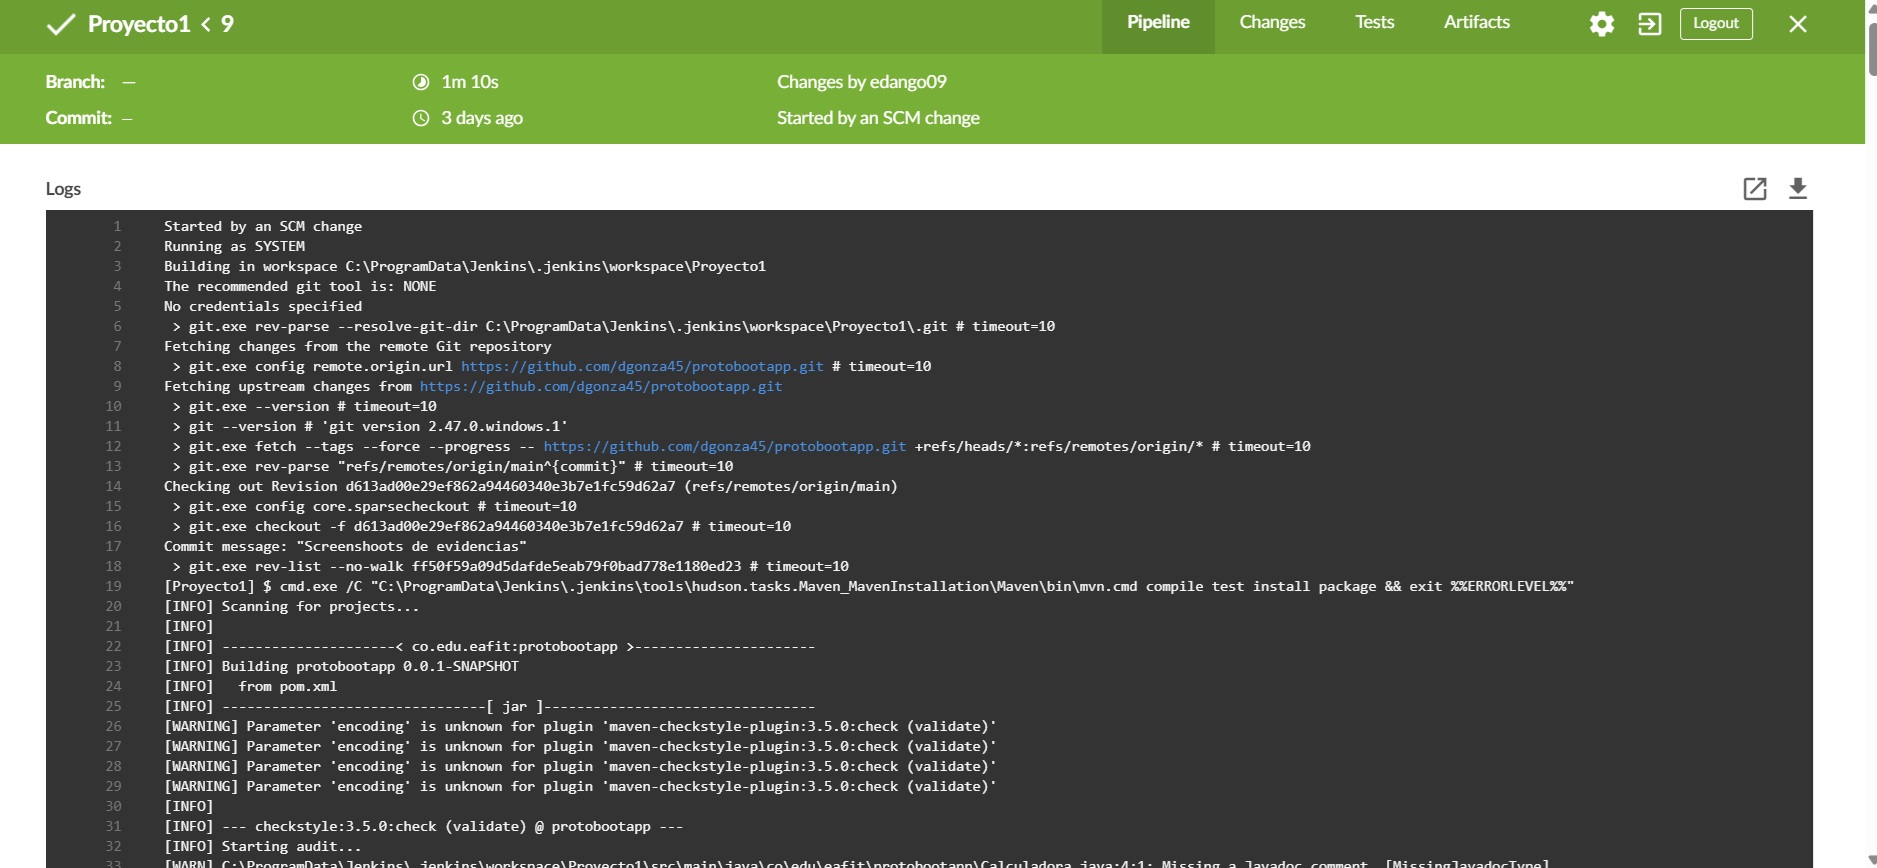 Proyecto1 < 9
Pipeline
Changes
Tests
Artifacts
Logout
Branch: —
1m 10s
Changes by edango09
Commit: —
3 days ago
Started by an SCM change
Logs
1 Started by an SCM change
2 Running as SYSTEM
3 Building in workspace C:\ProgramData\Jenkins\.jenkins\workspace\Proyecto1
4 The recommended git tool is: NONE
5 No credentials specified
6 > git.exe rev-parse --resolve-git-dir C:\ProgramData\Jenkins\.jenkins\workspace\Proyecto1\.git # timeout=10
7 Fetching changes from the remote Git repository
8 > git.exe config remote.origin.url https://github.com/dgonza45/protobootapp.git # timeout=10
9 Fetching upstream changes from https://github.com/dgonza45/protobootapp.git
10 > git.exe --version # timeout=10
11 > git --version # 'git version 2.47.0.windows.1'
12 > git.exe fetch --tags --force --progress -- https://github.com/dgonza45/protobootapp.git +refs/heads/*:refs/remotes/origin/* # timeout=10
13 > git.exe rev-parse "refs/remotes/origin/main^{commit}" # timeout=10
14 Checking out Revision d613ad00e29ef862a94460340e3b7e1fc59d62a7 (refs/remotes/origin/main)
15 > git.exe config core.sparsecheckout # timeout=10
16 > git.exe checkout -f d613ad00e29ef862a94460340e3b7e1fc59d62a7 # timeout=10
17 Commit message: "Screenshoots de evidencias"
18 > git.exe rev-list --no-walk ff50f59a09d5dafde5eab79f0bad778e1180ed23 # timeout=10
19 [Proyecto1] $ cmd.exe /C "C:\ProgramData\Jenkins\.jenkins\tools\hudson.tasks.Maven_MavenInstallation\Maven\bin\mvn.cmd compile test install package && exit %%ERRORLEVEL%%"
20 [INFO] Scanning for projects...
21 [INFO]
22 [INFO] ---------------------< co.edu.eafit:protobootapp >----------------------
23 [INFO] Building protobootapp 0.0.1-SNAPSHOT
24 [INFO]   from pom.xml
25 [INFO] --------------------------------[ jar ]---------------------------------
26 [WARNING] Parameter 'encoding' is unknown for plugin 'maven-checkstyle-plugin:3.5.0:check (validate)'
27 [WARNING] Parameter 'encoding' is unknown for plugin 'maven-checkstyle-plugin:3.5.0:check (validate)'
28 [WARNING] Parameter 'encoding' is unknown for plugin 'maven-checkstyle-plugin:3.5.0:check (validate)'
29 [WARNING] Parameter 'encoding' is unknown for plugin 'maven-checkstyle-plugin:3.5.0:check (validate)'
30 [INFO]
31 [INFO] --- checkstyle:3.5.0:check (validate) @ protobootapp ---
32 [INFO] Starting audit...
33 [WARN] C:\ProgramData\Jenkins\.jenkins\workspace\Proyecto1\src\main\java\co\edu\eafit\protobootapp\Calculadora.java:4:1: Missing a Javadoc comment. [MissingJavadocType]